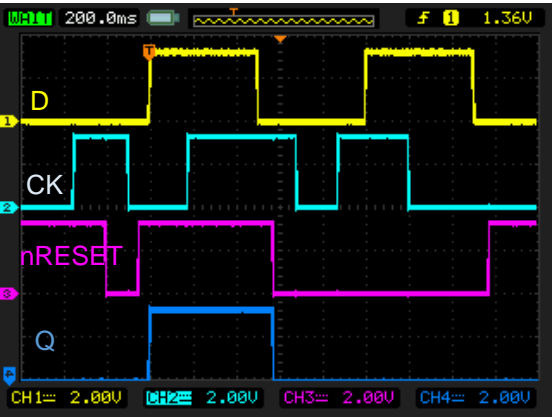 WAIT 200.0ms T 1 1.36V
T
D
1
CK
2
nRESET
3
Q
CH1 2.00V CH2 2.00V CH3 2.00V CH4 2.00V